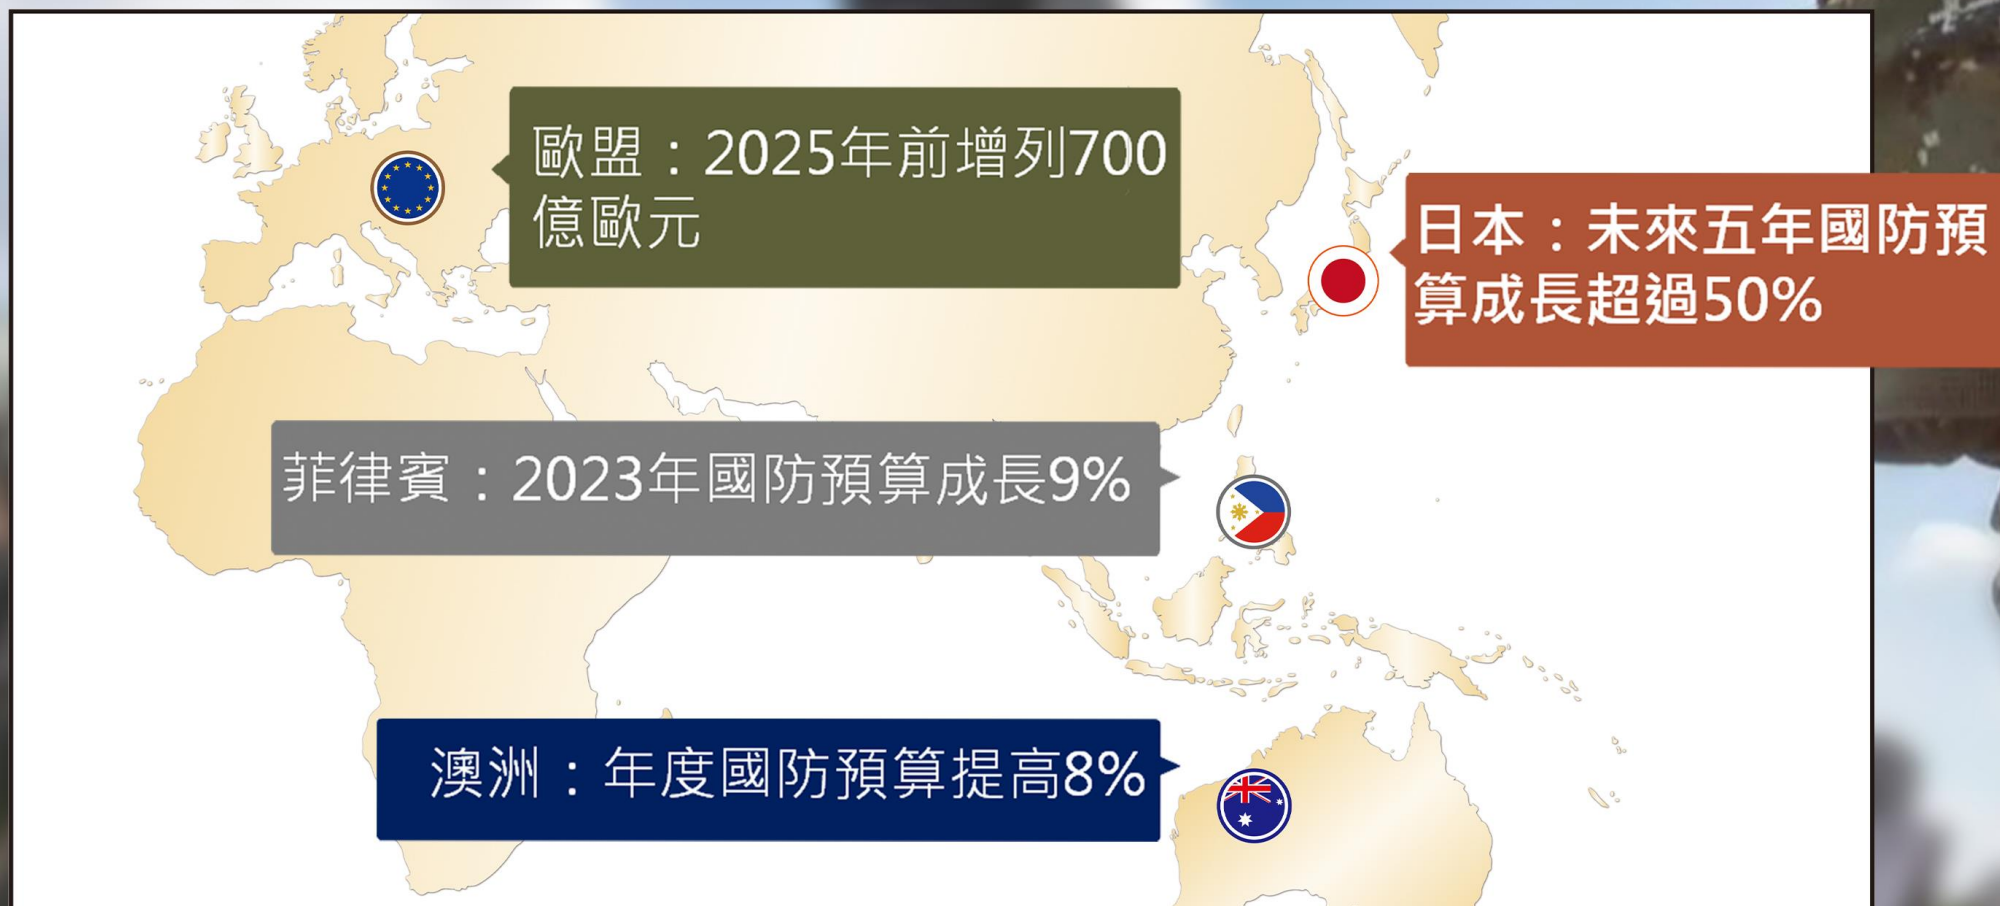 歐盟：2025年前增列700
億歐元
日本：未來五年國防預
算成長超過50%
菲律賓：2023年國防預算成長9%
澳洲：年度國防預算提高8%